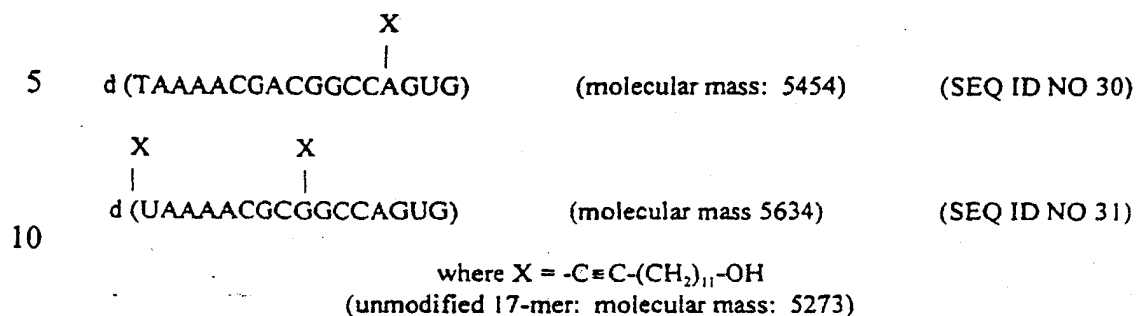 X
|
5 d (TAAAACGACGGCCAGUG) (molecular mass: 5454) (SEQ ID NO 30)
X X
| |
d (UAAAACGCGGCCAGUG) (molecular mass 5634) (SEQ ID NO 31)
10
where X = -C≡C-(CH₂)₁₁-OH
(unmodified 17-mer: molecular mass: 5273)